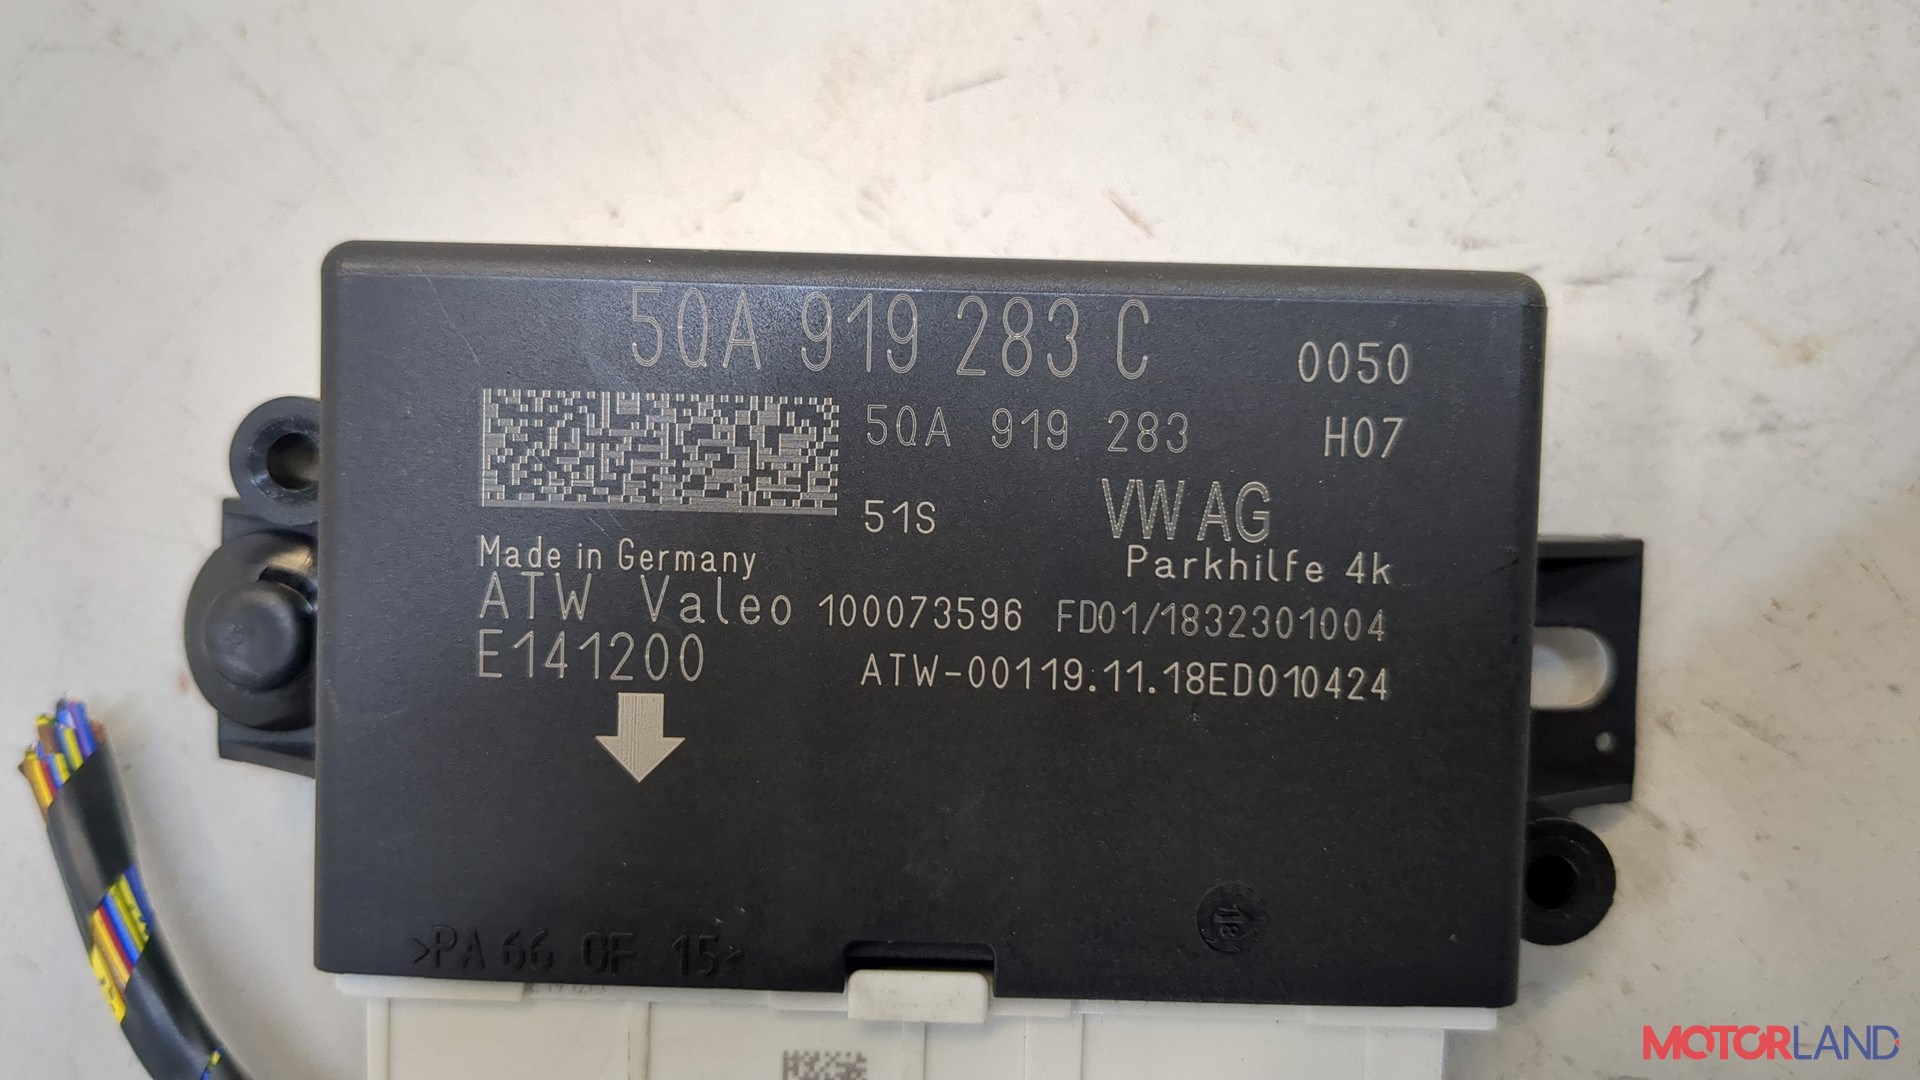 5QA 919 283 C
0050
5QA 919 283
H07
51S
VW AG
Made in Germany
Parkhilfe 4k
ATW Valeo 100073596 FD01/1832301004
E141200
ATW-00119.11.18ED010424
>PA 66 GF 15<
18
MOTORLAND